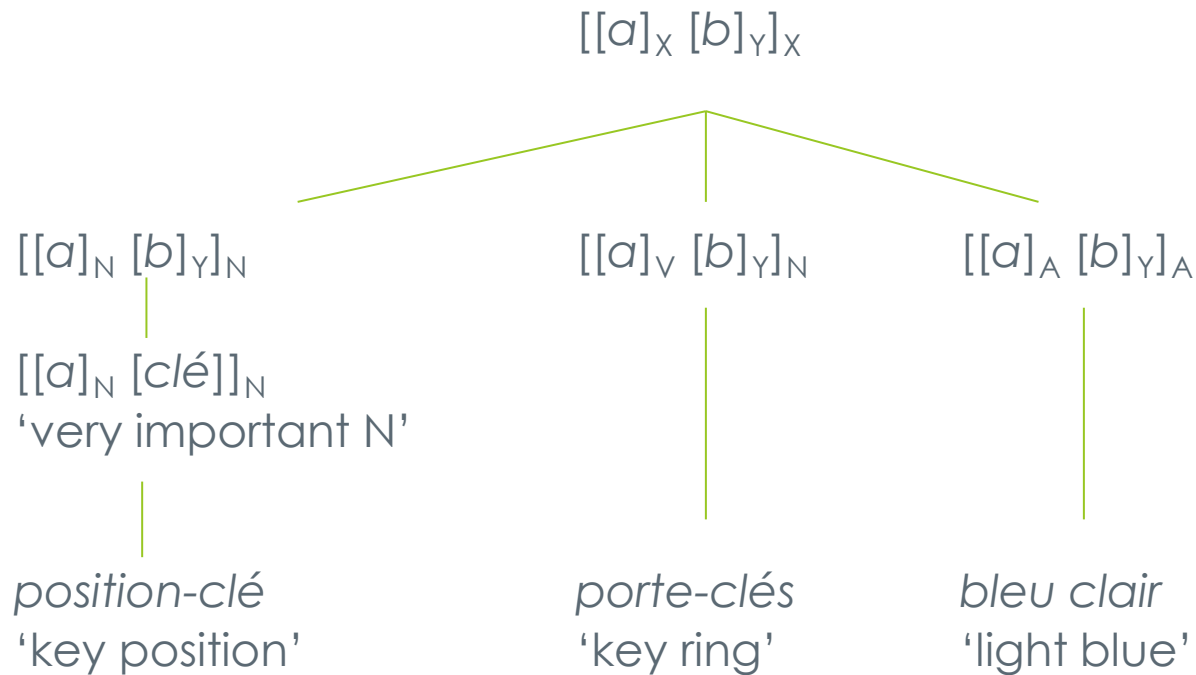 [[a]X [b]Y]X
[[a]N [b]Y]N
[[a]V [b]Y]N
[[a]A [b]Y]A
[[a]N [clé]]N
‘very important N’
position-clé
‘key position’
porte-clés
‘key ring’
bleu clair
‘light blue’